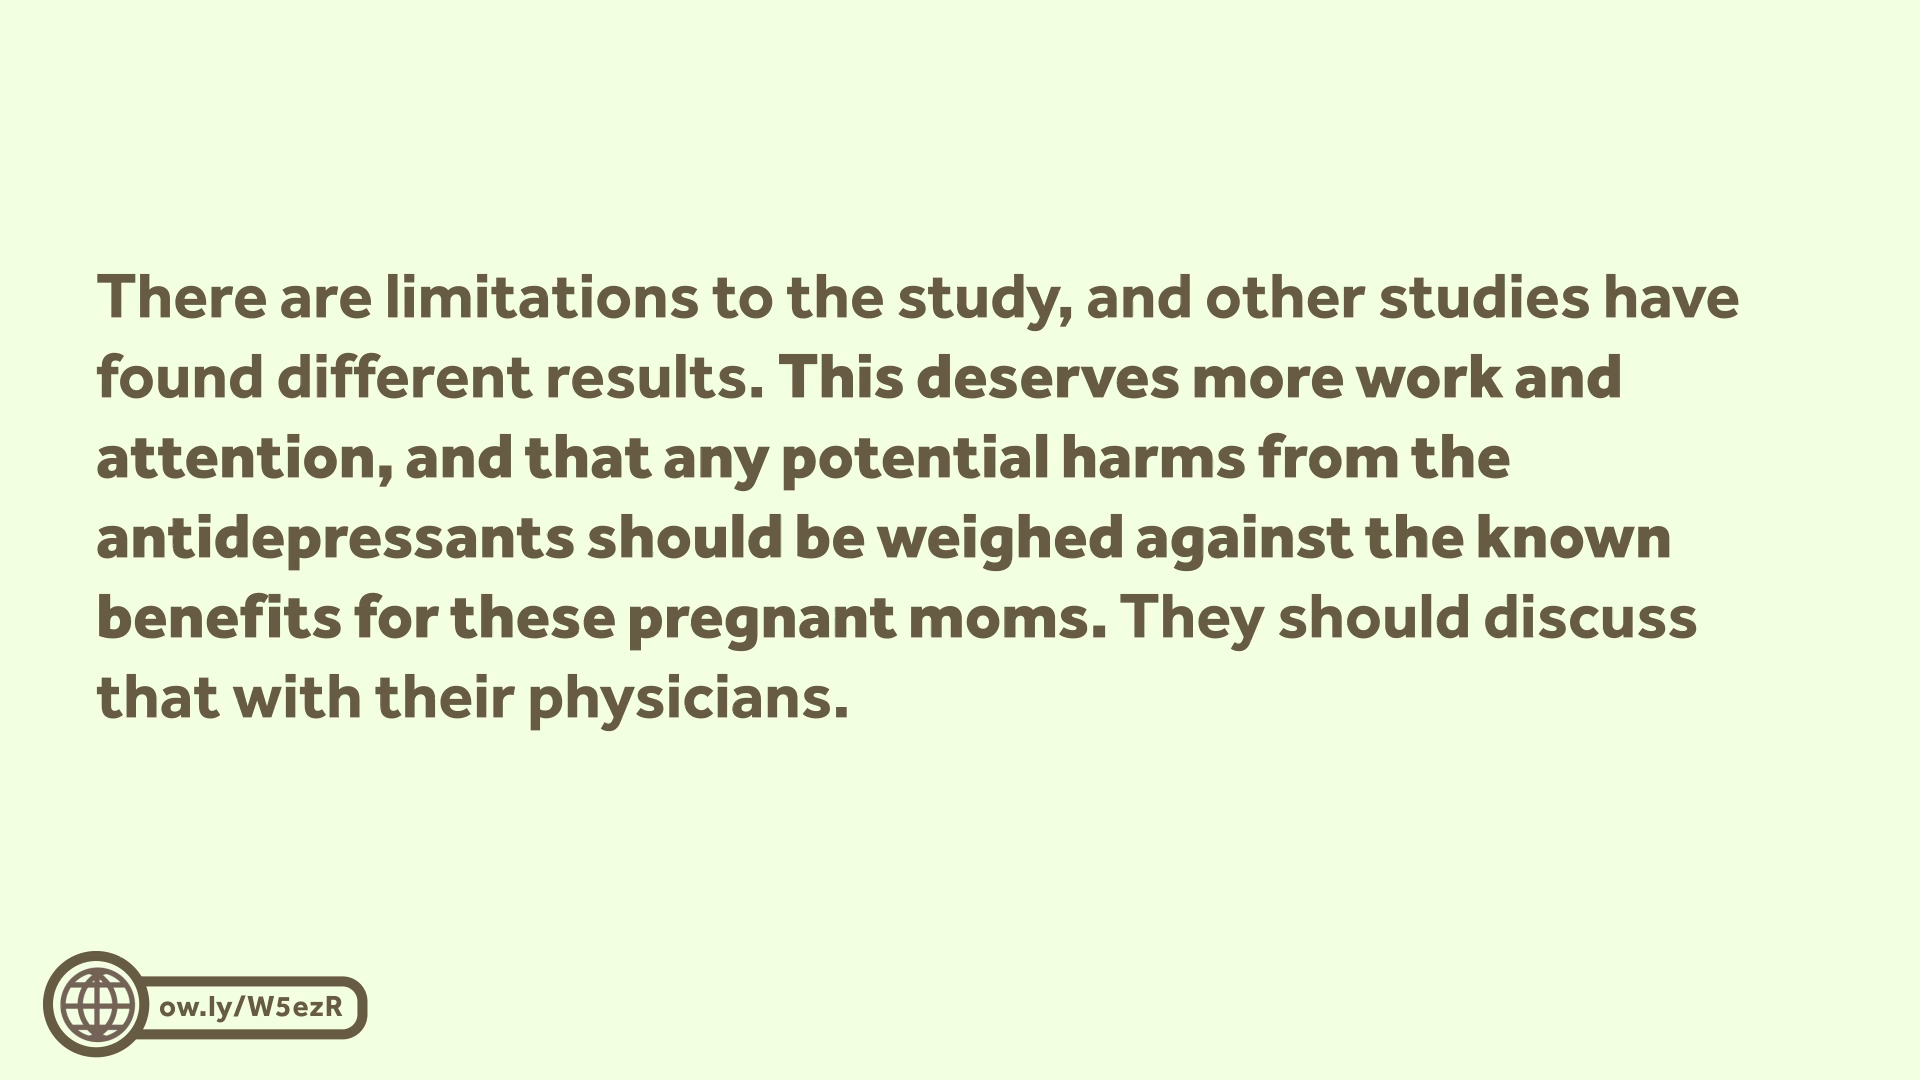 There are limitations to the study, and other studies have
found different results. This deserves more work and
attention, and that any potential harms from the
antidepressants should be weighed against the known
benefits for these pregnant moms. They should discuss
that with their physicians.
ow.ly/W5ezR